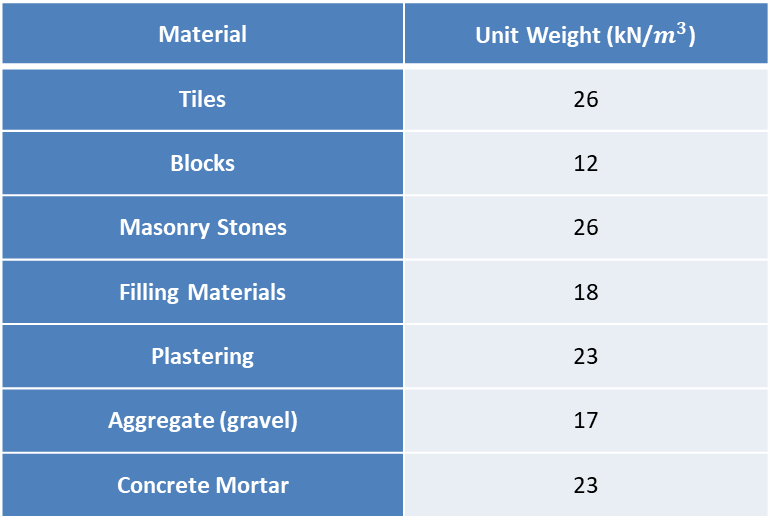 Material Unit Weight (kN/m³)
Tiles 26
Blocks 12
Masonry Stones 26
Filling Materials 18
Plastering 23
Aggregate (gravel) 17
Concrete Mortar 23